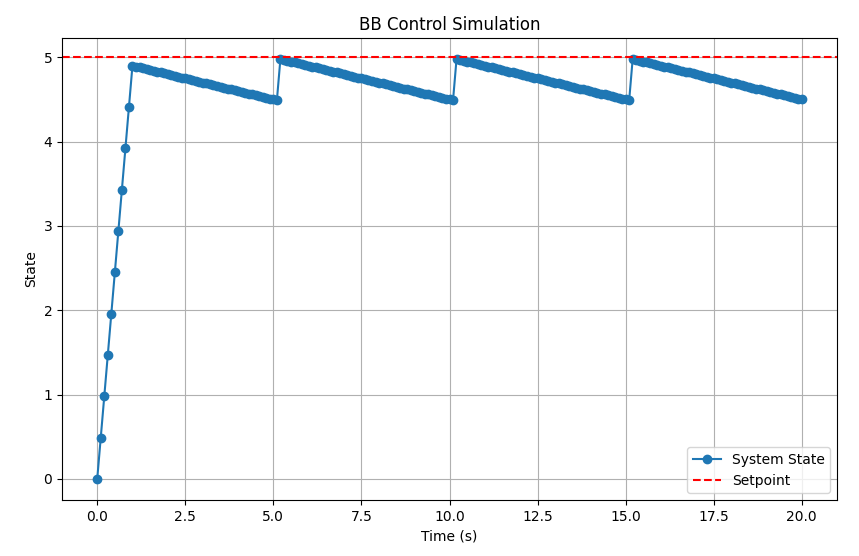 BB Control Simulation
5
4
3
2
1
0
State
0.0 2.5 5.0 7.5 10.0 12.5 15.0 17.5 20.0
Time (s)
System State
Setpoint